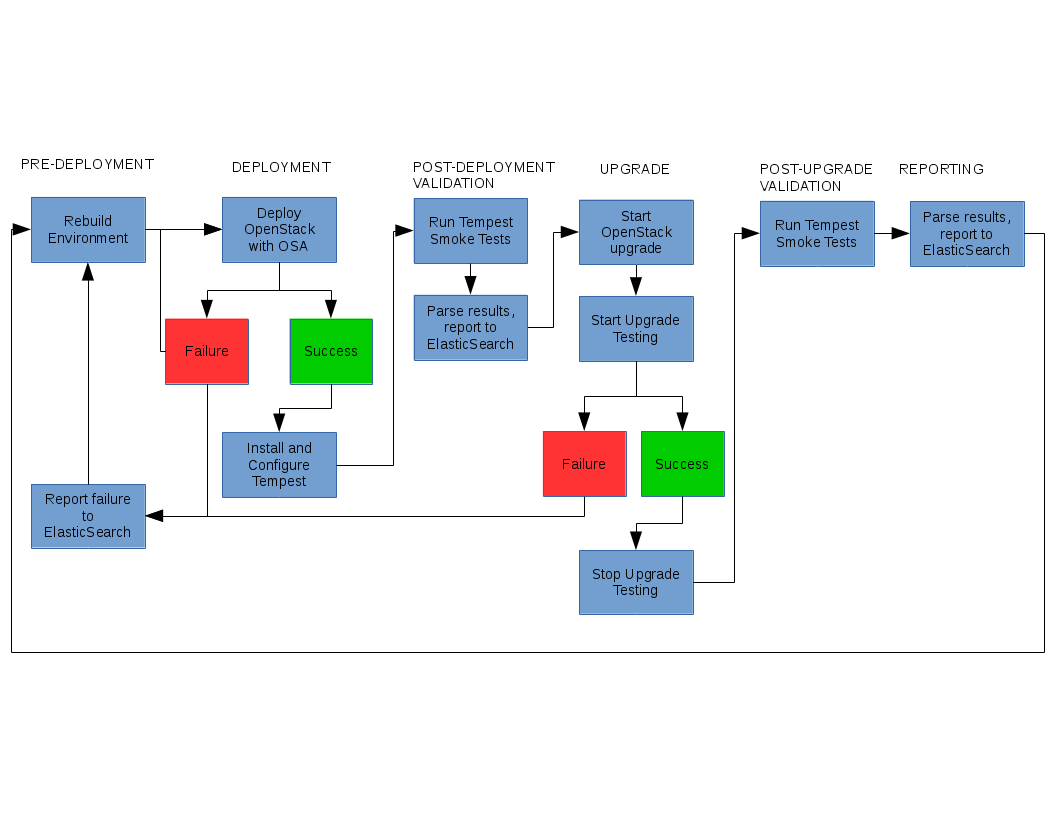 PRE-DEPLOYMENT
DEPLOYMENT
POST-DEPLOYMENT
VALIDATION
UPGRADE
POST-UPGRADE
VALIDATION
REPORTING
Rebuild
Environment
Deploy
OpenStack
with OSA
Run Tempest
Smoke Tests
Start
OpenStack
upgrade
Run Tempest
Smoke Tests
Parse results,
report to
ElasticSearch
Failure
Success
Parse results,
report to
ElasticSearch
Start Upgrade
Testing
Install and
Configure
Tempest
Failure
Success
Report failure
to
ElasticSearch
Stop Upgrade
Testing